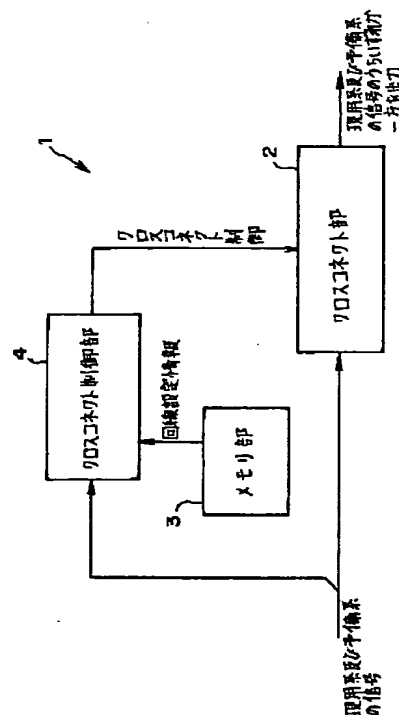 1
4
クロスコネクト制御部
クロスコネクト
制御
回線設定情報
3
メモリ部
2
クロスコネクト部
現用系及び予備系
の信号
現用系及び予備系
の信号のうちいずれか
一方を出力